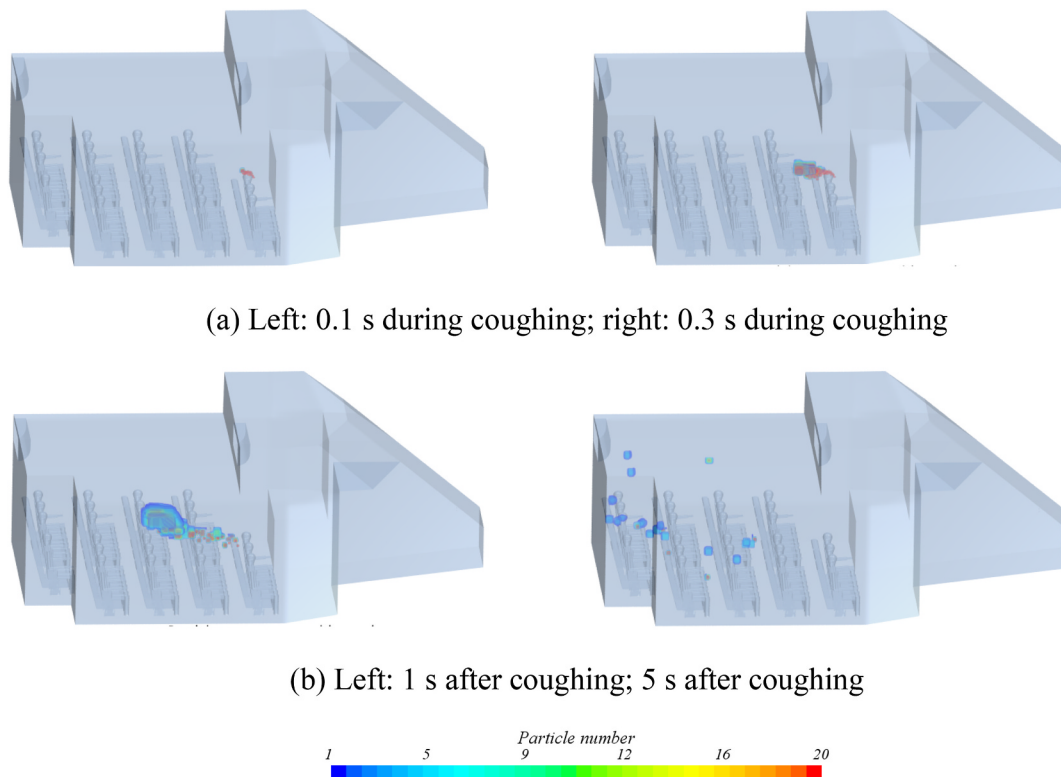 (a) Left: 0.1 s during coughing; right: 0.3 s during coughing
(b) Left: 1 s after coughing; 5 s after coughing
Particle number
1 5 9 12 16 20